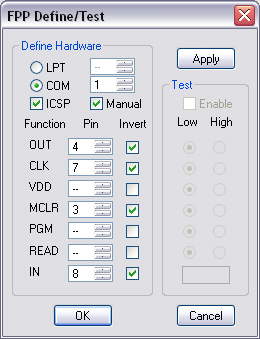 FPP Define/Test
Define Hardware
LPT --
COM 1
ICSP Manual
Function Pin Invert
OUT 4
CLK 7
VDD --
MCLR 3
PGM --
READ --
IN 8
Apply
Test
Enable
Low High
OK Cancel